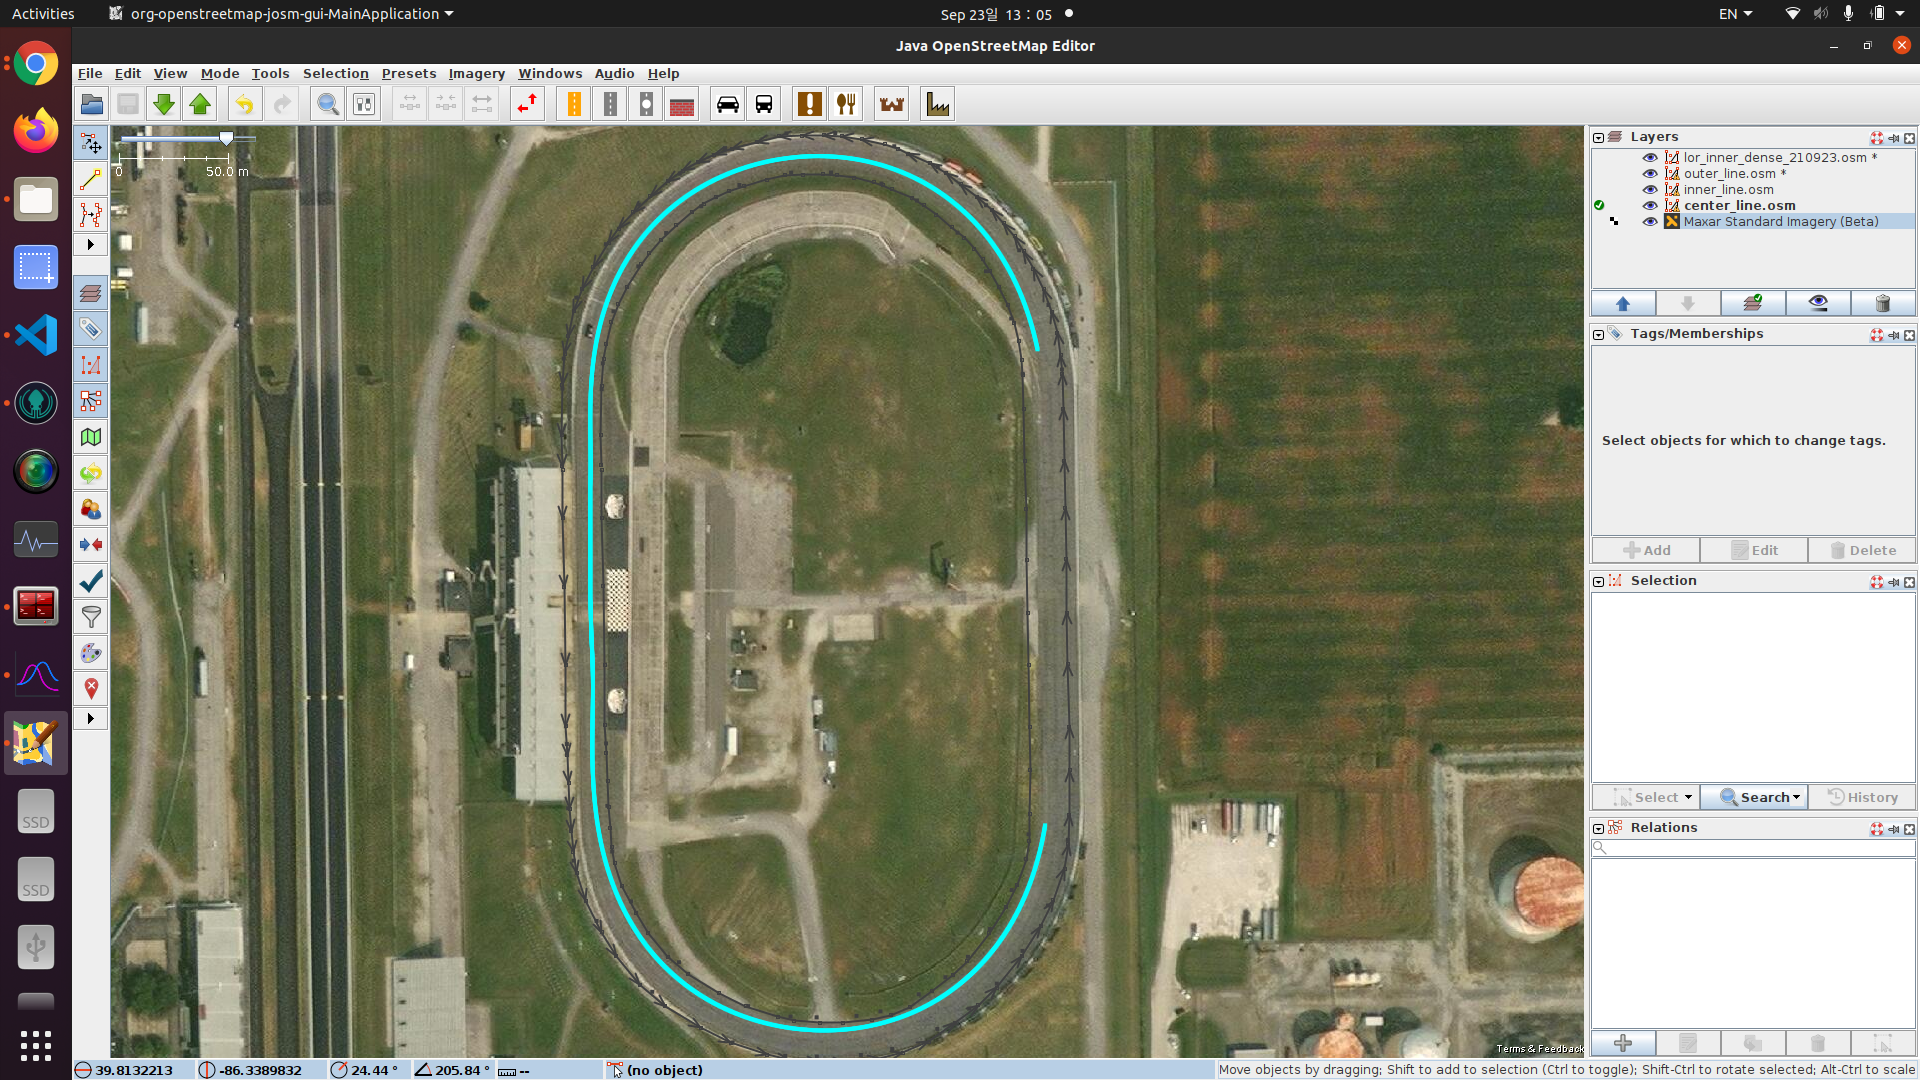 Activities
org-openstreetmap-josm-gui-MainApplication
Sep 23일 13 : 05
EN
Java OpenStreetMap Editor
File Edit View Mode Tools Selection Presets Imagery Windows Audio Help
0 50.0 m
Layers
lor_inner_dense_210923.osm *
outer_line.osm *
inner_line.osm
center_line.osm
Maxar Standard Imagery (Beta)
Tags/Memberships
Select objects for which to change tags.
Add Edit Delete
Selection
Select Search History
Relations
SSD
SSD
Terms & Feedback
39.8132213 -86.3389832 24.44 ° 205.84 ° -- (no object)
Move objects by dragging; Shift to add to selection (Ctrl to toggle); Shift-Ctrl to rotate selected; Alt-Ctrl to scale